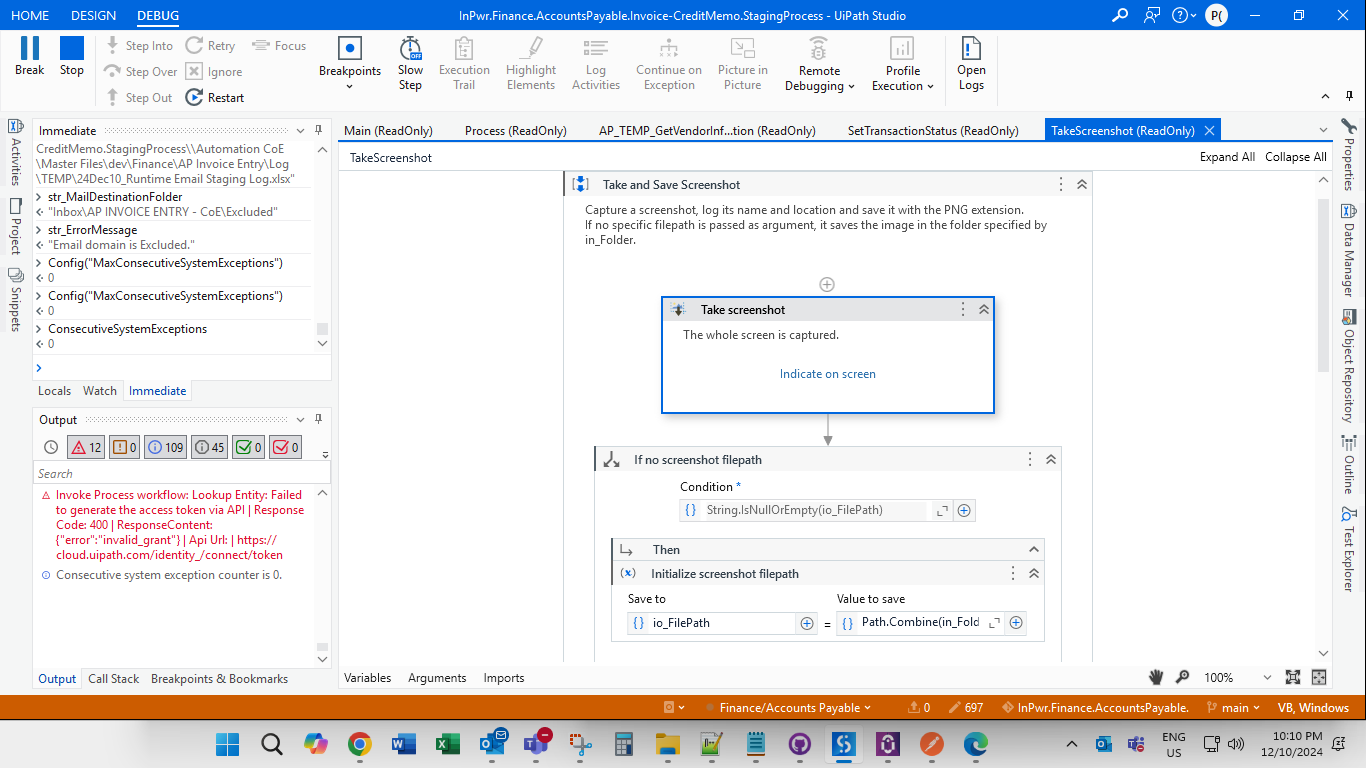 HOME DESIGN DEBUG InPwr.Finance.AccountsPayable.Invoice-CreditMemo.StagingProcess - UiPath Studio P(
Break Stop
Step Into Retry Focus
Step Over Ignore
Step Out Restart
Breakpoints
Slow
Step
OFF
Execution
Trail
Highlight
Elements
Log
Activities
Continue on
Exception
Picture in
Picture
Remote
Debugging
Profile
Execution
Open
Logs
Activities
Project
Snippets
Immediate
CreditMemo.StagingProcess\\Automation CoE
\Master Files\dev\Finance\AP Invoice Entry\Log
\TEMP\24Dec10_Runtime Email Staging Log.xlsx"
> str_MailDestinationFolder
"Inbox\AP INVOICE ENTRY - CoE\Excluded"
> str_ErrorMessage
"Email domain is Excluded."
> Config("MaxConsecutiveSystemExceptions")
0
> Config("MaxConsecutiveSystemExceptions")
0
> ConsecutiveSystemExceptions
0
>
Locals Watch Immediate
Output
12 0 109 45 0 0
Search
Invoke Process workflow: Lookup Entity: Failed
to generate the access token via API | Response
Code: 400 | ResponseContent:
{"error":"invalid_grant"} | Api Url: | https://
cloud.uipath.com/identity_/connect/token
Consecutive system exception counter is 0.
Output Call Stack Breakpoints & Bookmarks
Main (ReadOnly) Process (ReadOnly) AP_TEMP_GetVendorInf...tion (ReadOnly) SetTransactionStatus (ReadOnly) TakeScreenshot (ReadOnly)
TakeScreenshot Expand All Collapse All
Take and Save Screenshot
Capture a screenshot, log its name and location and save it with the PNG extension.
If no specific filepath is passed as argument, it saves the image in the folder specified by
in_Folder.
Take screenshot
The whole screen is captured.
Indicate on screen
If no screenshot filepath
Condition *
{} String.IsNullOrEmpty(io_FilePath)
Then
(x) Initialize screenshot filepath
Save to Value to save
{} io_FilePath = {} Path.Combine(in_Fold
Variables Arguments Imports 100%
Properties
Data Manager
Object Repository
Outline
Test Explorer
Finance/Accounts Payable 0 697 InPwr.Finance.AccountsPayable. main VB, Windows
ENG
US
10:10 PM
12/10/2024